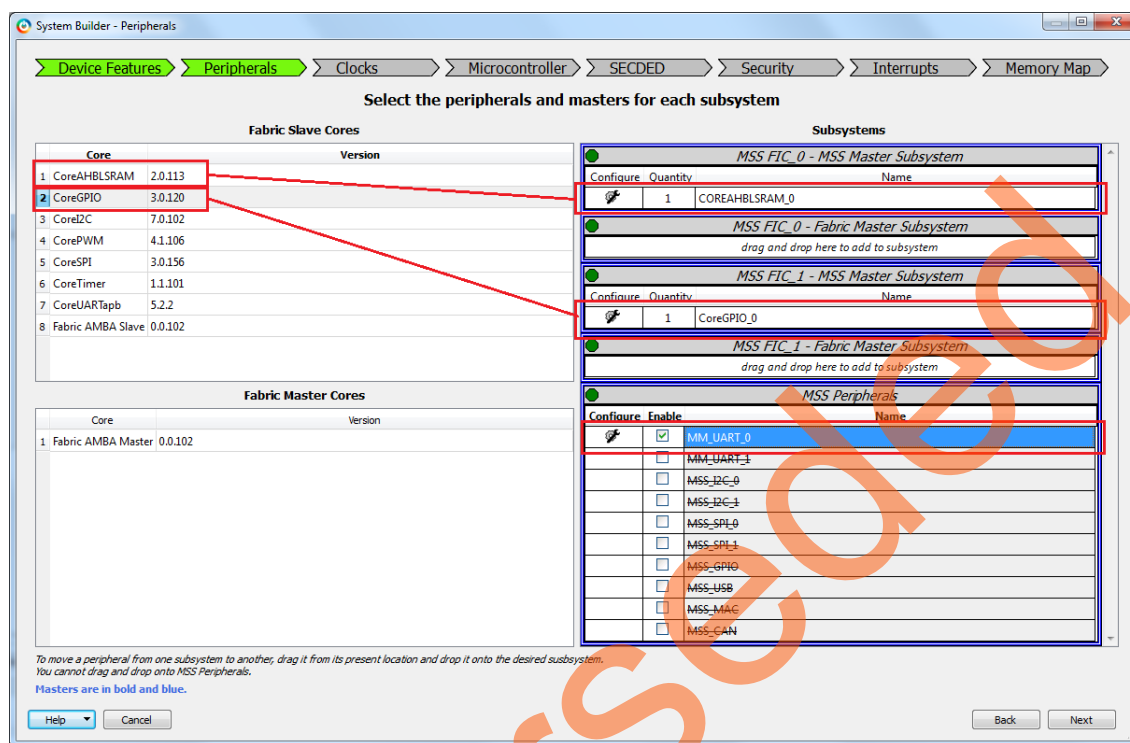 System Builder - Peripherals
Device Features Peripherals Clocks Microcontroller SECDED Security Interrupts Memory Map
Select the peripherals and masters for each subsystem
Fabric Slave Cores
Core Version
1 CoreAHBLSRAM 2.0.113
2 CoreGPIO 3.0.120
3 CoreI2C 7.0.102
4 CorePWM 4.1.106
5 CoreSPI 3.0.156
6 CoreTimer 1.1.101
7 CoreUARTapb 5.2.2
8 Fabric AMBA Slave 0.0.102
Fabric Master Cores
Core Version
1 Fabric AMBA Master 0.0.102
Subsystems
MSS FIC_0 - MSS Master Subsystem
Configure Quantity Name
1 COREAHBLSRAM_0
MSS FIC_0 - Fabric Master Subsystem
drag and drop here to add to subsystem
MSS FIC_1 - MSS Master Subsystem
Configure Quantity Name
1 CoreGPIO_0
MSS FIC_1 - Fabric Master Subsystem
drag and drop here to add to subsystem
MSS Peripherals
Configure Enable Name
MM_UART_0
MM_UART_1
MSS_I2C_0
MSS_I2C_1
MSS_SPI_0
MSS_SPI_1
MSS_GPIO
MSS_USB
MSS_MAC
MSS_CAN
To move a peripheral from one subsystem to another, drag it from its present location and drop it onto the desired susbsystem.
You cannot drag and drop onto MSS Peripherals.
Masters are in bold and blue.
Help Cancel Back Next
seded